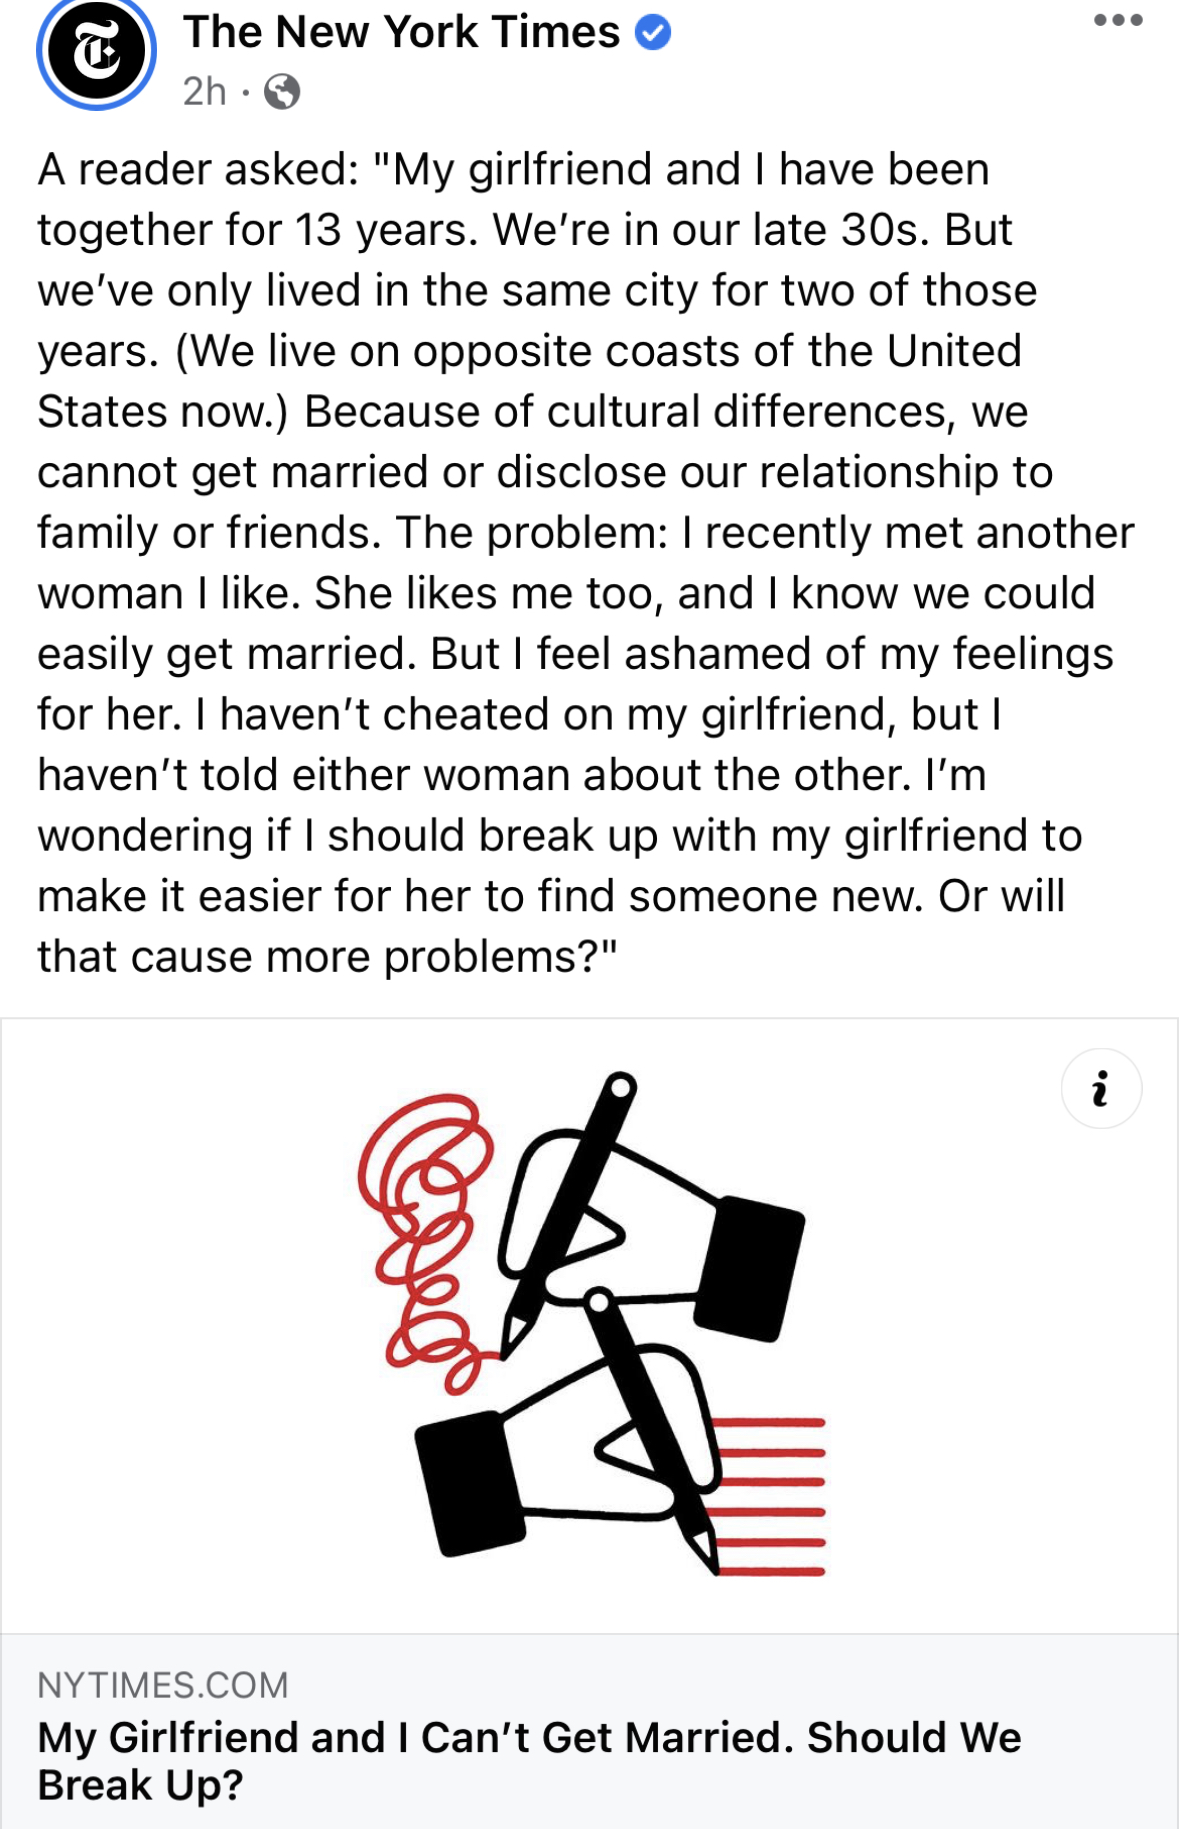 The New York Times
2h ·
A reader asked: "My girlfriend and I have been
together for 13 years. We’re in our late 30s. But
we’ve only lived in the same city for two of those
years. (We live on opposite coasts of the United
States now.) Because of cultural differences, we
cannot get married or disclose our relationship to
family or friends. The problem: I recently met another
woman I like. She likes me too, and I know we could
easily get married. But I feel ashamed of my feelings
for her. I haven’t cheated on my girlfriend, but I
haven’t told either woman about the other. I’m
wondering if I should break up with my girlfriend to
make it easier for her to find someone new. Or will
that cause more problems?"
i
NYTIMES.COM
My Girlfriend and I Can’t Get Married. Should We
Break Up?